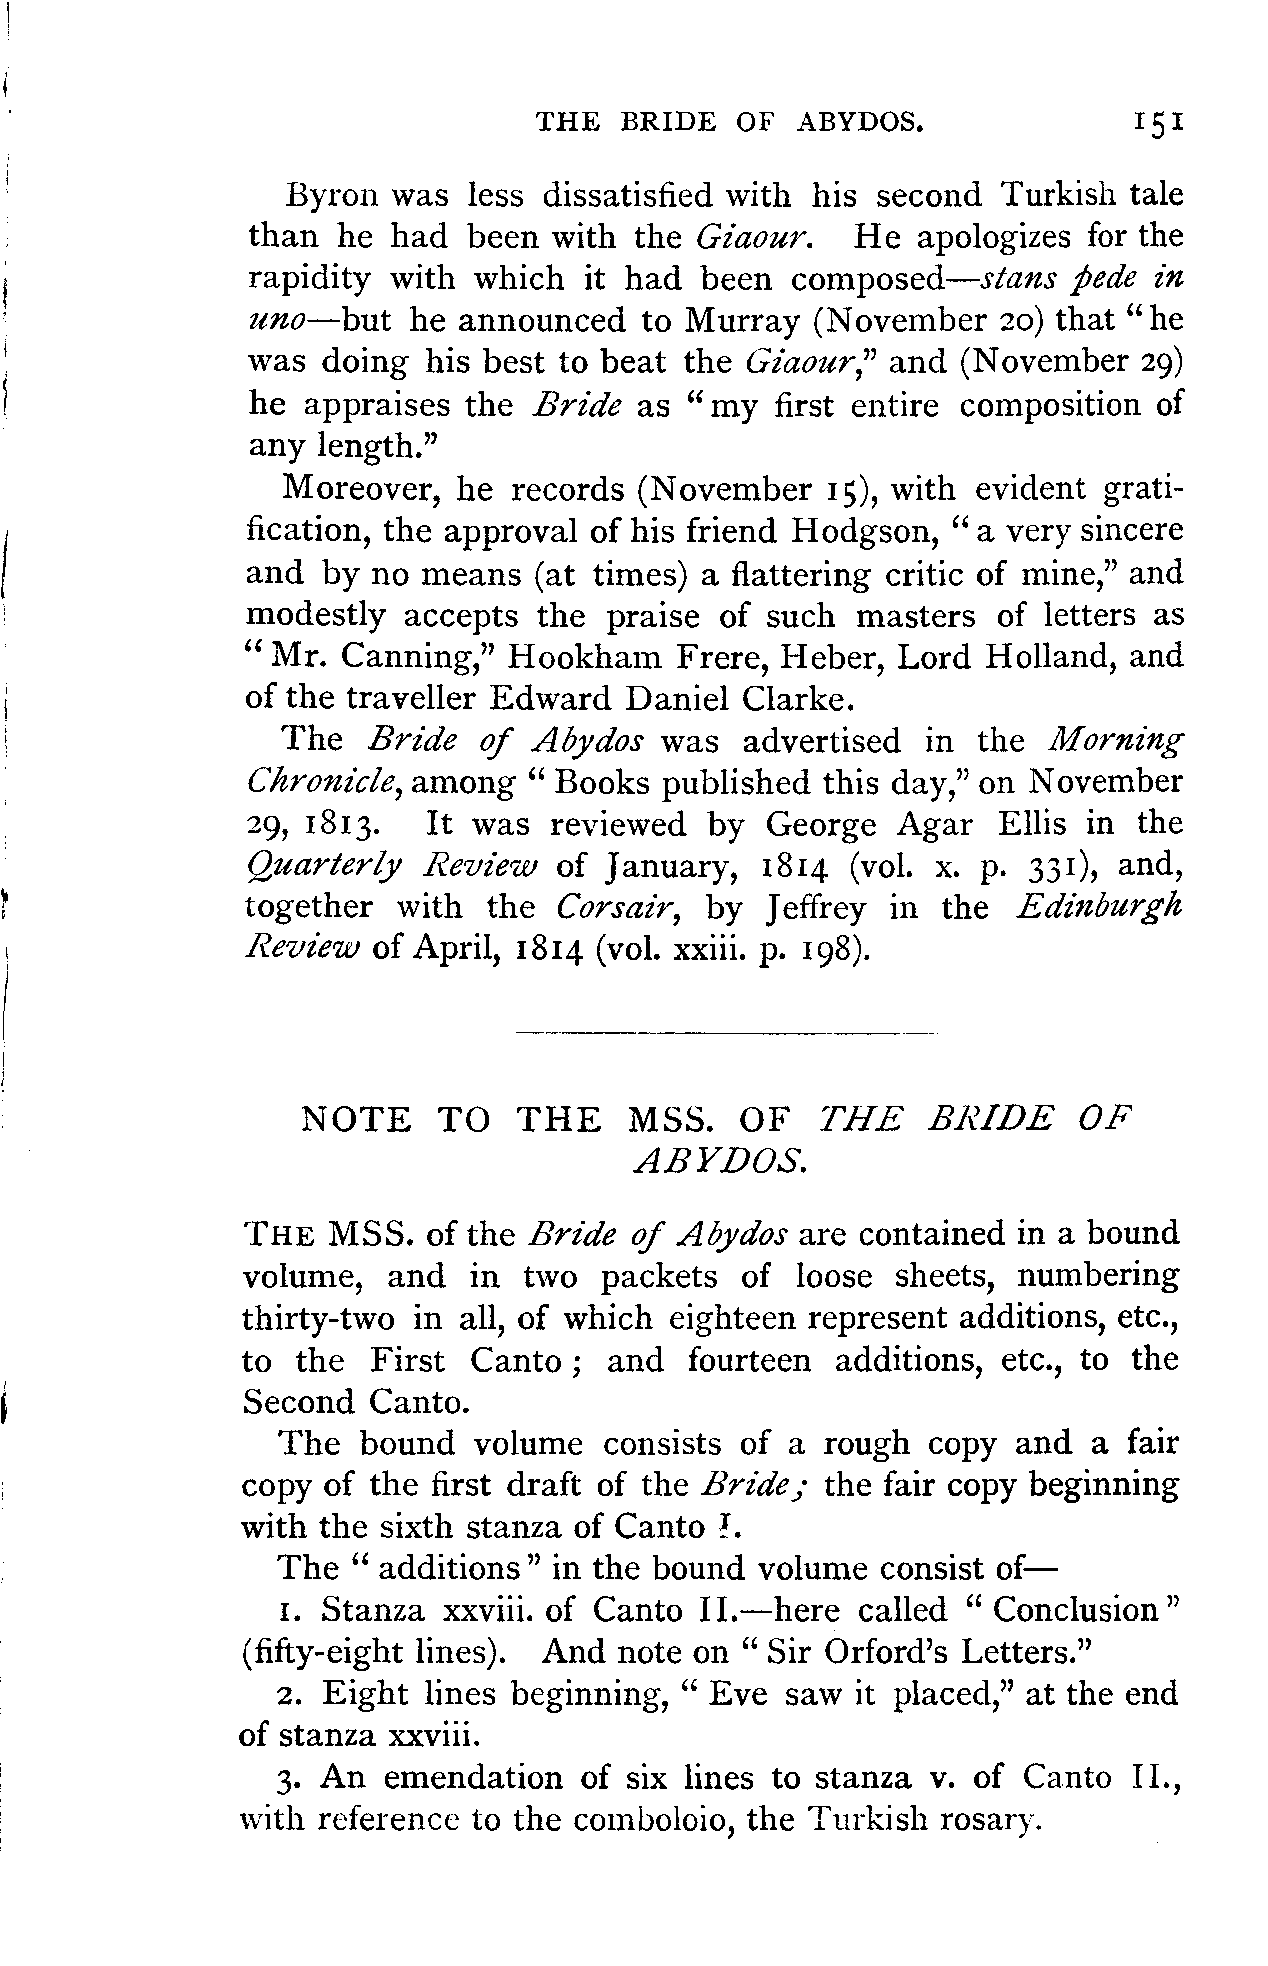 THE BRIDE OF ABYDOS. 151
Byron was less dissatisfied with his second Turkish tale
than he had been with the Giaour. He apologizes for the
rapidity with which it had been composed—stans pede in
uno—but he announced to Murray (November 20) that "he
was doing his best to beat the Giaour," and (November 29)
he appraises the Bride as "my first entire composition of
any length."
Moreover, he records (November 15), with evident grati-
fication, the approval of his friend Hodgson, "a very sincere
and by no means (at times) a flattering critic of mine," and
modestly accepts the praise of such masters of letters as
"Mr. Canning," Hookham Frere, Heber, Lord Holland, and
of the traveller Edward Daniel Clarke.
The Bride of Abydos was advertised in the Morning
Chronicle, among "Books published this day," on November
29, 1813. It was reviewed by George Agar Ellis in the
Quarterly Review of January, 1814 (vol. x. p. 331), and,
together with the Corsair, by Jeffrey in the Edinburgh
Review of April, 1814 (vol. xxiii. p. 198).
NOTE TO THE MSS. OF THE BRIDE OF
ABYDOS.
THE MSS. of the Bride of Abydos are contained in a bound
volume, and in two packets of loose sheets, numbering
thirty-two in all, of which eighteen represent additions, etc.,
to the First Canto; and fourteen additions, etc., to the
Second Canto.
The bound volume consists of a rough copy and a fair
copy of the first draft of the Bride; the fair copy beginning
with the sixth stanza of Canto I.
The "additions" in the bound volume consist of—
1. Stanza xxviii. of Canto II.—here called "Conclusion"
(fifty-eight lines). And note on "Sir Orford's Letters."
2. Eight lines beginning, "Eve saw it placed," at the end
of stanza xxviii.
3. An emendation of six lines to stanza v. of Canto II.,
with reference to the comboloio, the Turkish rosary.